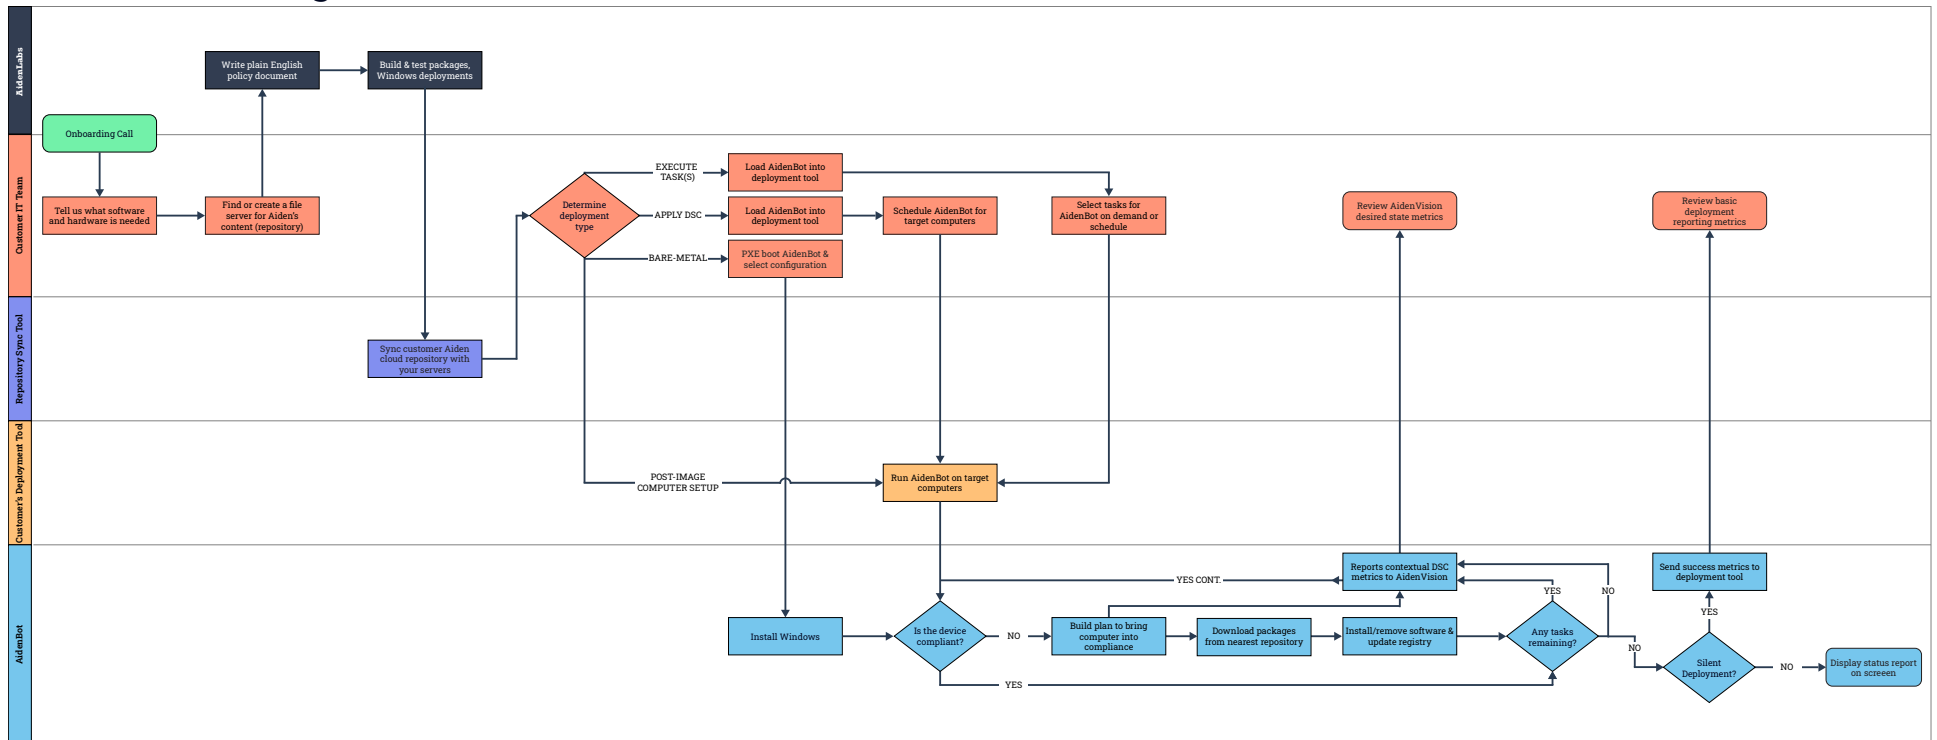 AidenLabs
Write plain English
policy document
Build & test packages,
Windows deployments
Onboarding Call
Customer IT Team
Tell us what software
and hardware is needed
Find or create a file
server for Aiden's
content (repository)
Determine
deployment
type
EXECUTE
TASK(S)
Load AidenBot into
deployment tool
APPLY DSC
Load AidenBot into
deployment tool
Schedule AidenBot for
target computers
Select tasks for
AidenBot on demand or
schedule
BARE-METAL
PXE boot AidenBot &
select configuration
Review AidenVision
desired state metrics
Review basic
deployment
reporting metrics
Repository Sync Tool
Sync customer Aiden
cloud repository with
your servers
Customer's Deployment Tool
POST-IMAGE
COMPUTER SETUP
Run AidenBot on target
computers
AidenBot
Install Windows
Is the device
compliant?
NO
YES
YES CONT.
Build plan to bring
computer into
compliance
Download packages
from nearest repository
Install/remove software &
update registry
Reports contextual DSC
metrics to AidenVision
Any tasks
remaining?
YES
NO
NO
Silent
Deployment?
YES
Send success metrics to
deployment tool
NO
Display status report
on screeen